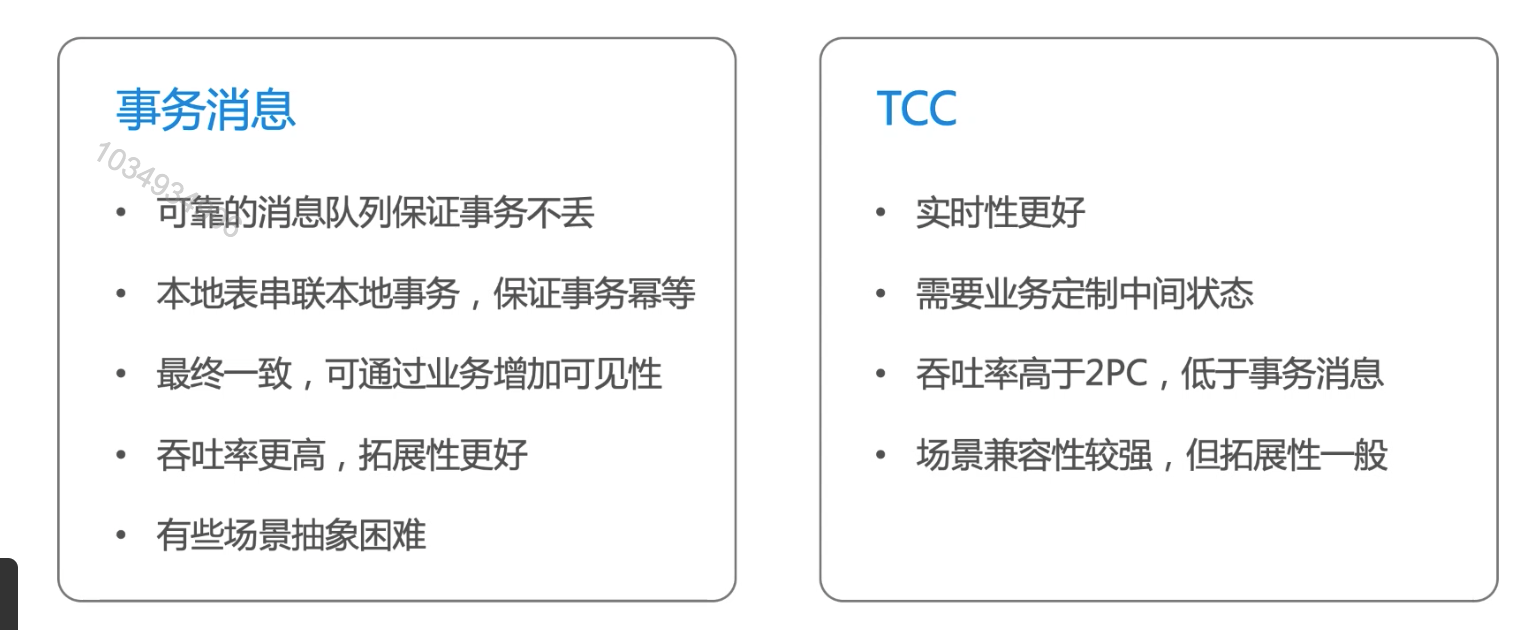 事务消息
• 可靠的消息队列保证事务不丢
• 本地表串联本地事务，保证事务幂等
• 最终一致，可通过业务增加可见性
• 吞吐率更高，拓展性更好
• 有些场景抽象困难
TCC
• 实时性更好
• 需要业务定制中间状态
• 吞吐率高于2PC，低于事务消息
• 场景兼容性较强，但拓展性一般